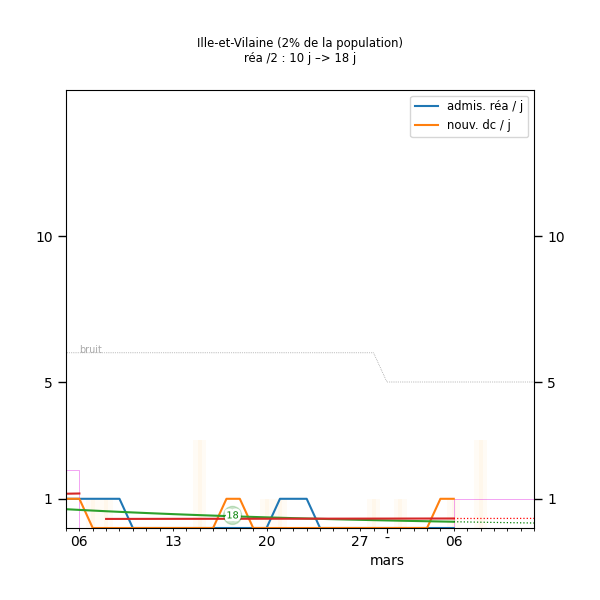 Ille-et-Vilaine (2% de la population)
réa /2 : 10 j –> 18 j
admis. réa / j
nouv. dc / j
10
10
bruit
5
5
1
1
18
06
13
20
27
-
06
mars